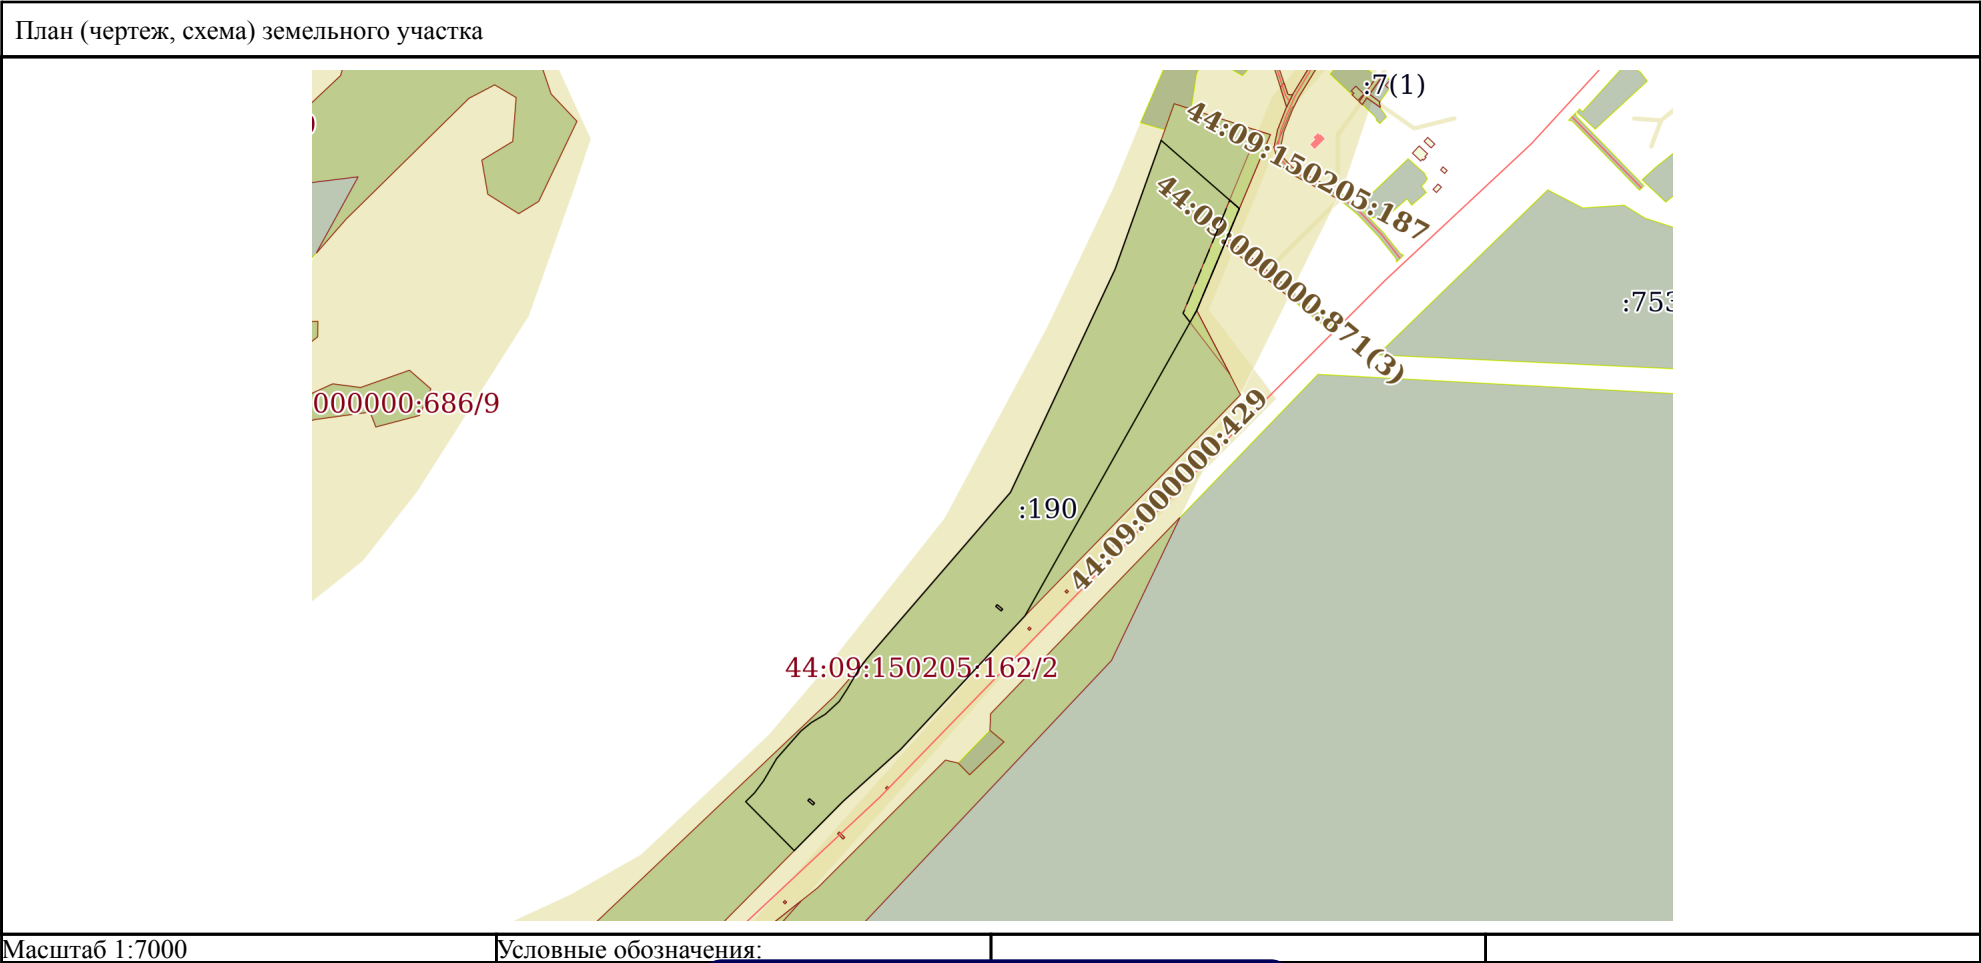 План (чертеж, схема) земельного участка
:7(1)
44:09:150205:187
44:09:000000:871(3)
:753
000000:686/9
44:09:000000:429
:190
44:09:150205:162/2
Масштаб 1:7000
Условные обозначения: